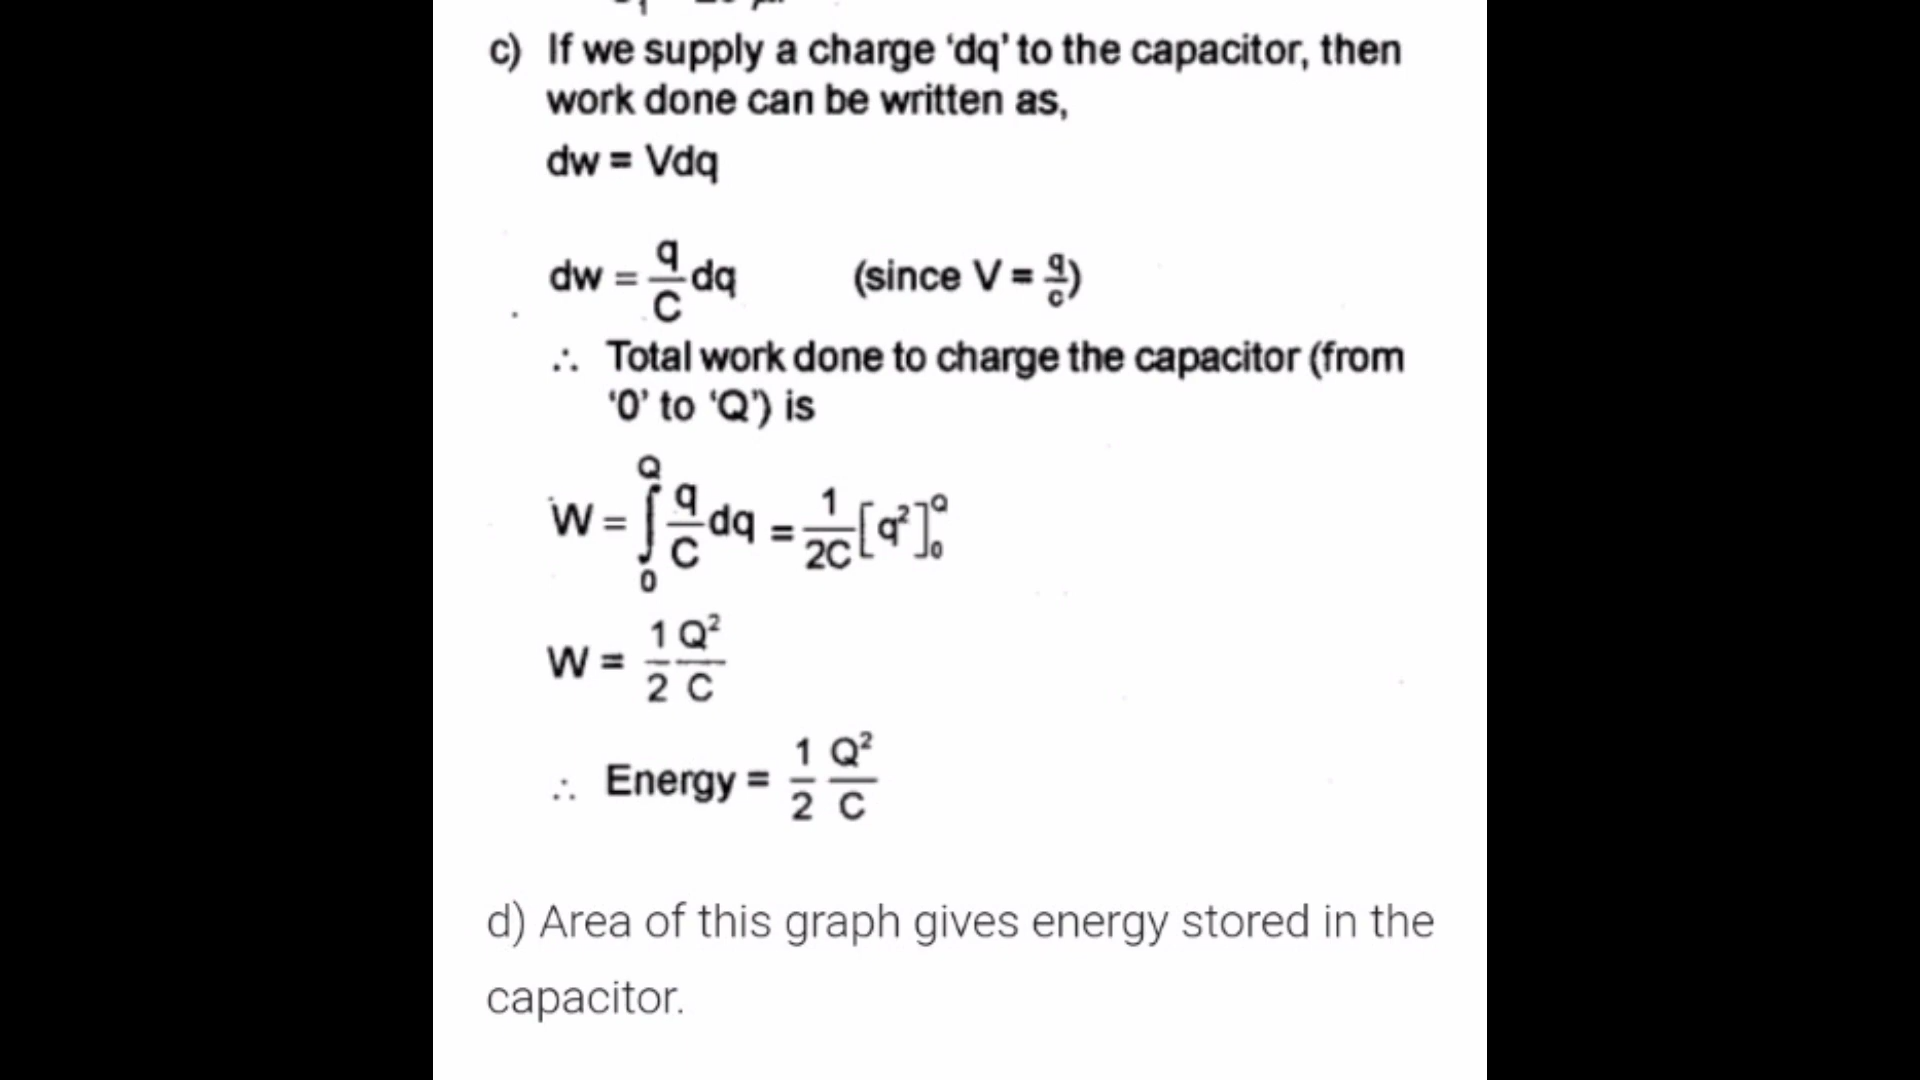 c) If we supply a charge ‘dq’ to the capacitor, then
work done can be written as,
dw = Vdq
dw = q/C dq (since V = q/c)
∴ Total work done to charge the capacitor (from
‘0’ to ‘Q’) is
W = ∫₀^Q q/C dq = 1/2C [q²]₀^Q
W = 1/2 Q²/C
∴ Energy = 1/2 Q²/C
d) Area of this graph gives energy stored in the
capacitor.